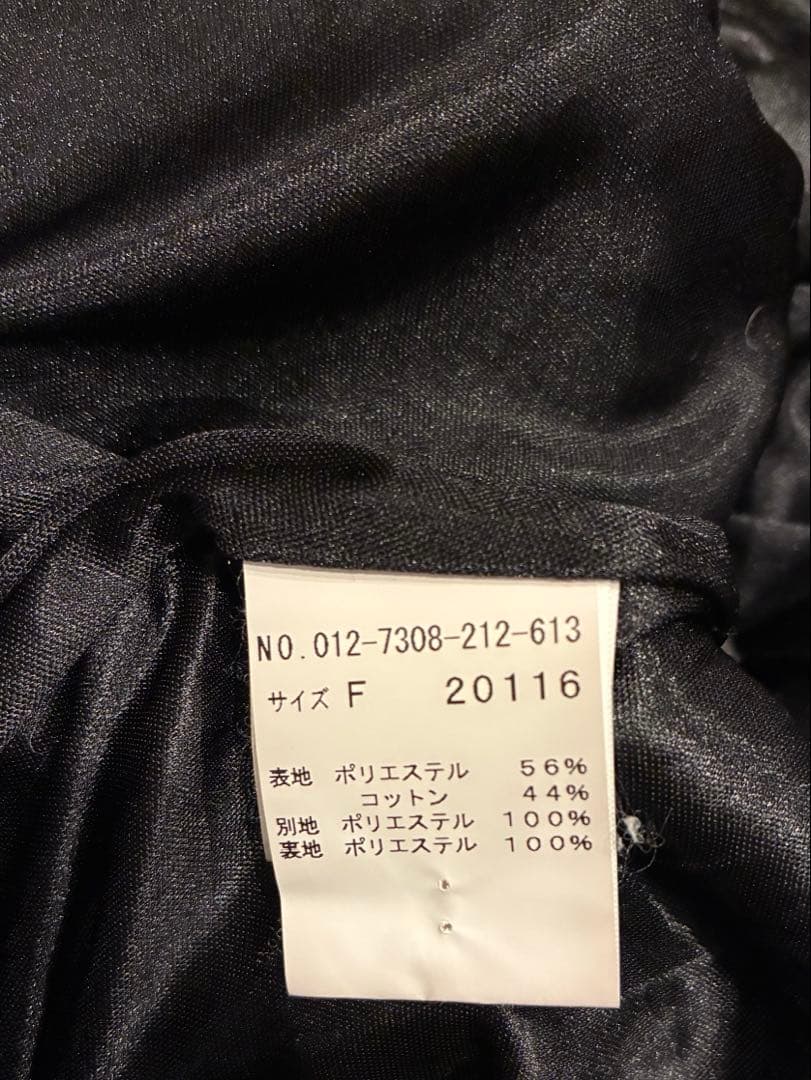 NO.012-7308-212-613
サイズ F 20116
表地 ポリエステル 56%
コットン 44%
別地 ポリエステル 100%
裏地 ポリエステル 100%